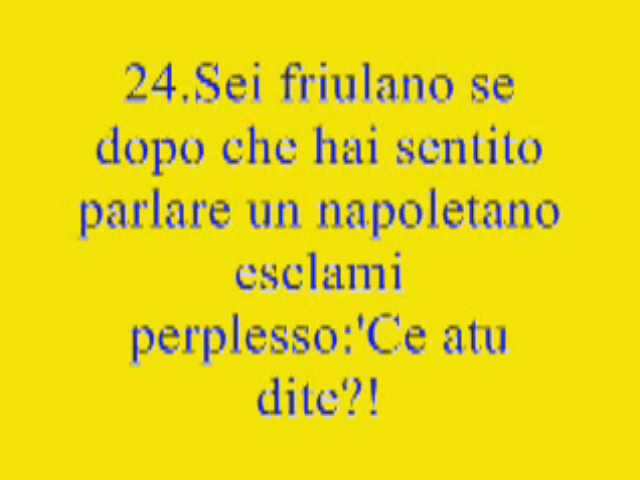 24.Sei friulano se
dopo che hai sentito
parlare un napoletano
esclami
perplesso:'Ce atu
dite?!